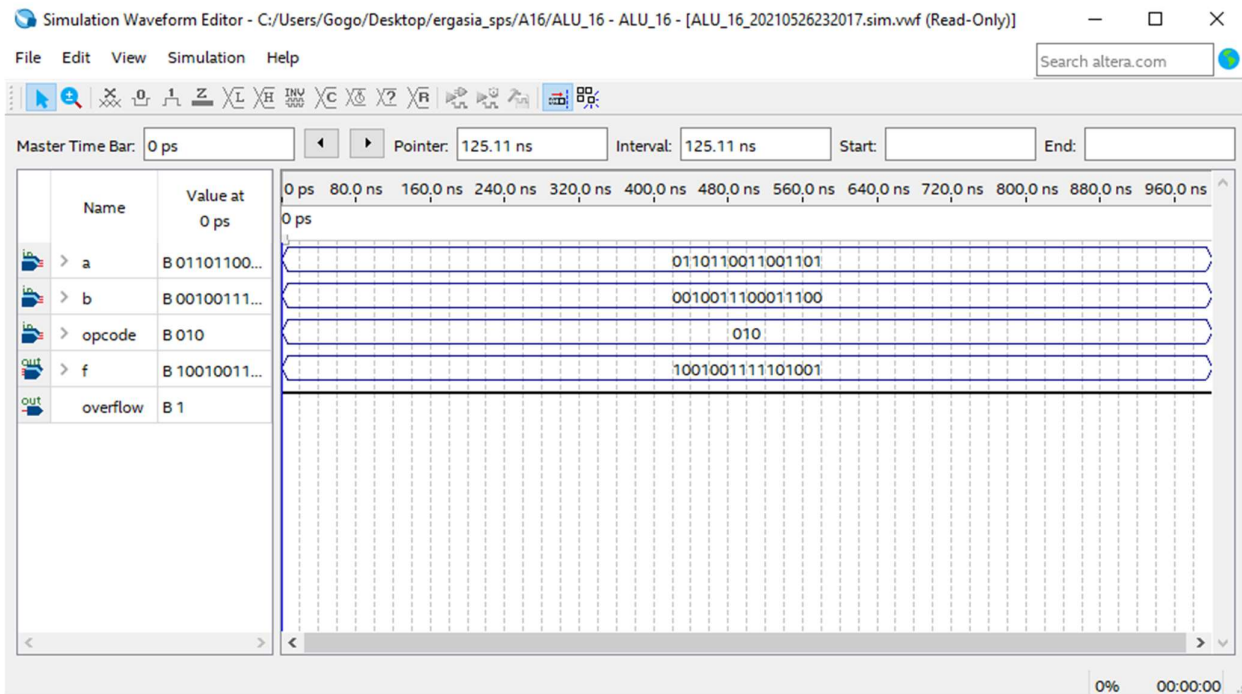 Simulation Waveform Editor - C:/Users/Gogo/Desktop/ergasia_sps/A16/ALU_16 - ALU_16 - [ALU_16_20210526232017.sim.vwf (Read-Only)]
File Edit View Simulation Help
Search altera.com
Master Time Bar: 0 ps Pointer: 125.11 ns Interval: 125.11 ns Start: End:
Name Value at 0 ps
0 ps 80.0 ns 160.0 ns 240.0 ns 320.0 ns 400.0 ns 480.0 ns 560.0 ns 640.0 ns 720.0 ns 800.0 ns 880.0 ns 960.0 ns
0 ps
in > a B 01101100... 0110110011001101
in > b B 00100111... 0010011100011100
in > opcode B 010 010
out > f B 10010011... 1001001111101001
out overflow B 1
0% 00:00:00